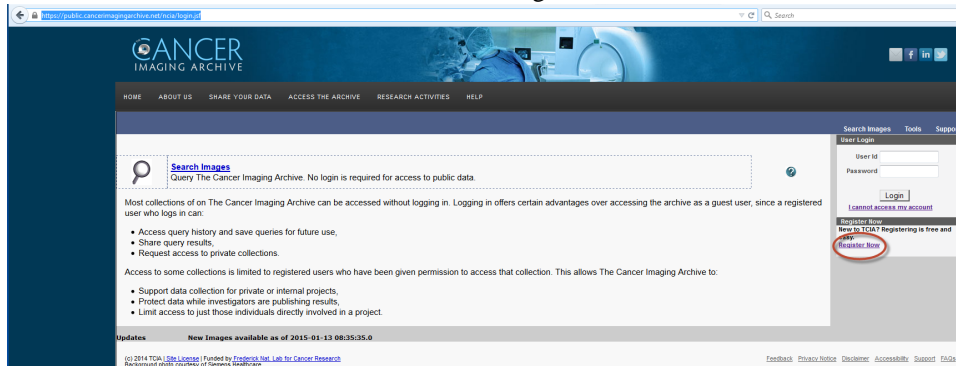 https://public.cancerimagingarchive.net/ncia/login.jsf
Search
CANCER
IMAGING ARCHIVE
f in
HOME ABOUT US SHARE YOUR DATA ACCESS THE ARCHIVE RESEARCH ACTIVITIES HELP
Search Images Tools Suppo
User Login
User Id
Password
Login
I cannot access my account
Register Now
New to TCIA? Registering is free and
easy.
Register Now
Search Images
Query The Cancer Imaging Archive. No login is required for access to public data.
?
Most collections of on The Cancer Imaging Archive can be accessed without logging in. Logging in offers certain advantages over accessing the archive as a guest user, since a registered
user who logs in can:
• Access query history and save queries for future use,
• Share query results,
• Request access to private collections.
Access to some collections is limited to registered users who have been given permission to access that collection. This allows The Cancer Imaging Archive to:
• Support data collection for private or internal projects,
• Protect data while investigators are publishing results,
• Limit access to just those individuals directly involved in a project.
Updates New Images available as of 2015-01-13 08:35:35.0
(c) 2014 TCIA | Site License | Funded by Frederick Nat. Lab for Cancer Research
Background photo courtesy of Siemens Healthcare
Feedback Privacy Notice Disclaimer Accessibility Support FAQs